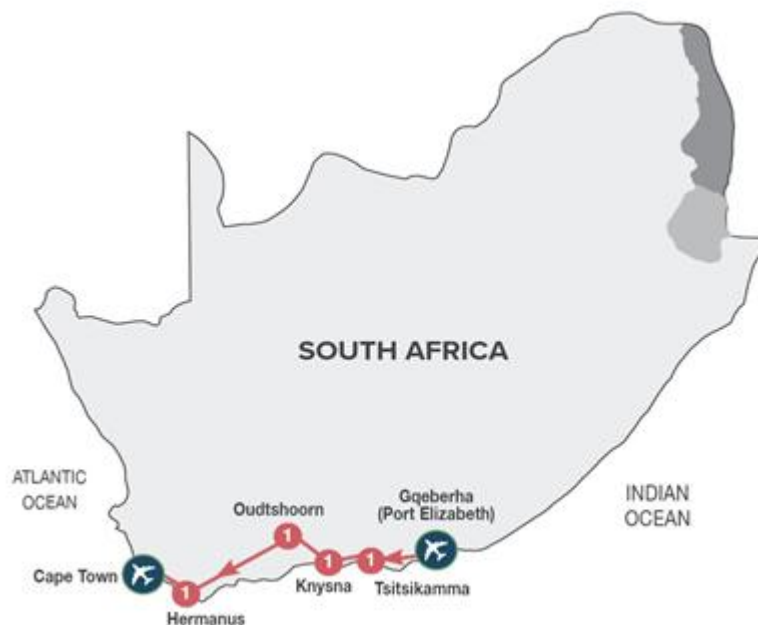 SOUTH AFRICA
ATLANTIC
OCEAN
INDIAN
OCEAN
Gqeberha
(Port Elizabeth)
Oudtshoorn
1
Cape Town
1
Hermanus
1
Knysna
1
Tsitsikamma